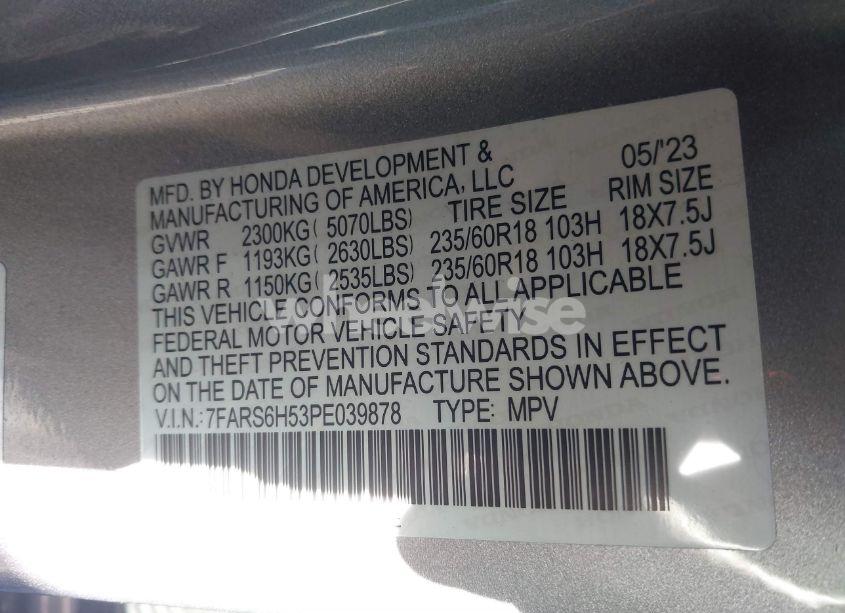 MFD. BY HONDA DEVELOPMENT & 05/'23
MANUFACTURING OF AMERICA, LLC
TIRE SIZE RIM SIZE
GVWR 2300KG( 5070LBS)
GAWR F 1193KG( 2630LBS) 235/60R18 103H 18X7.5J
GAWR R 1150KG( 2535LBS) 235/60R18 103H 18X7.5J
THIS VEHICLE CONFORMS TO ALL APPLICABLE
FEDERAL MOTOR VEHICLE SAFETY
AND THEFT PREVENTION STANDARDS IN EFFECT
ON THE DATE OF MANUFACTURE SHOWN ABOVE.
V.I.N.:7FARS6H53PE039878 TYPE: MPV